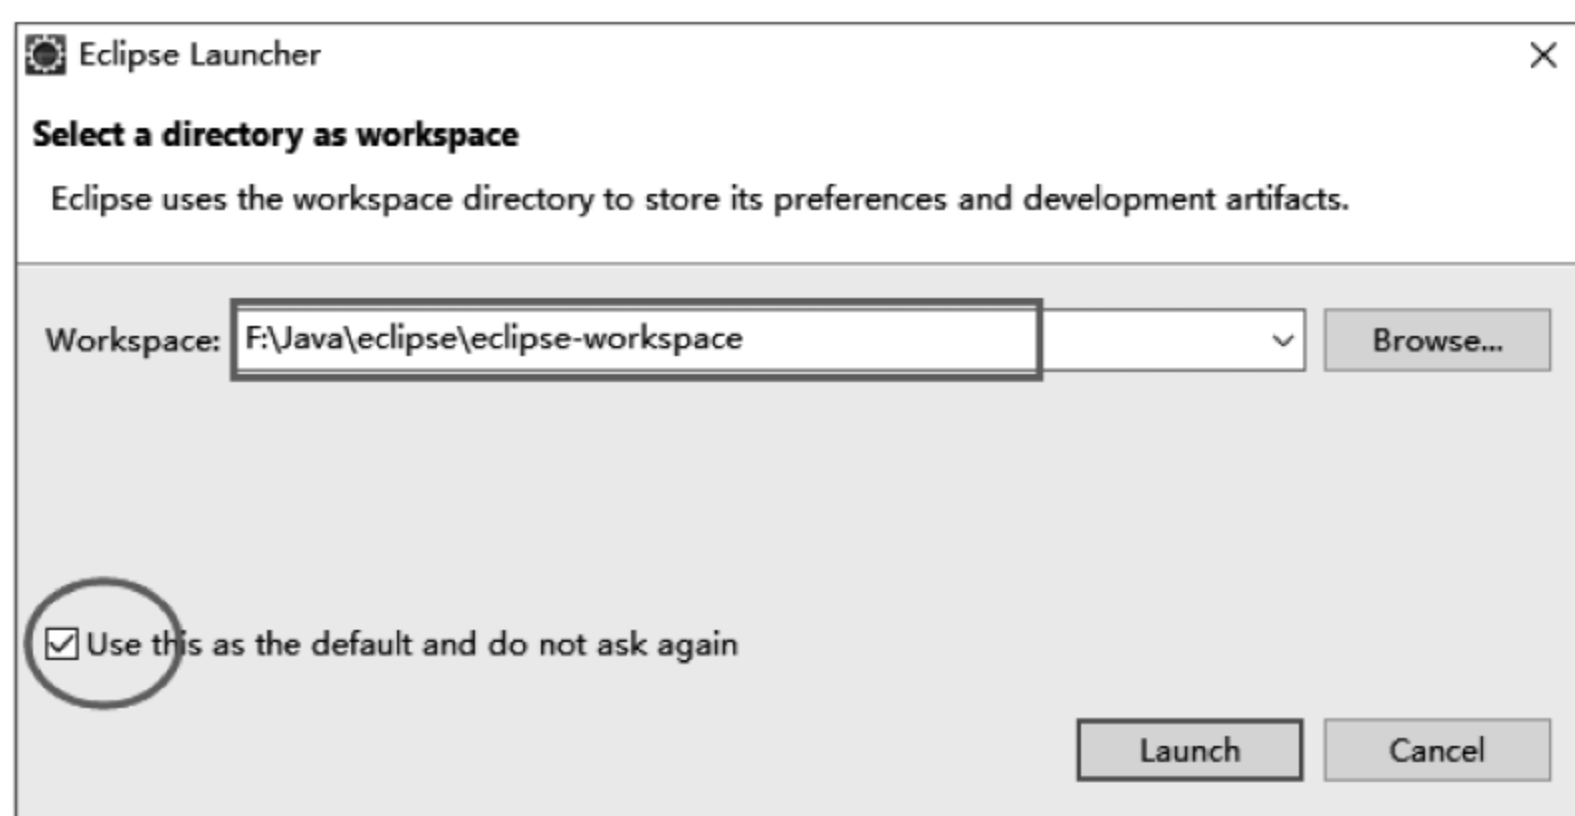 Eclipse Launcher
Select a directory as workspace
Eclipse uses the workspace directory to store its preferences and development artifacts.
Workspace: F:\Java\eclipse\eclipse-workspace Browse...
Use this as the default and do not ask again
Launch Cancel